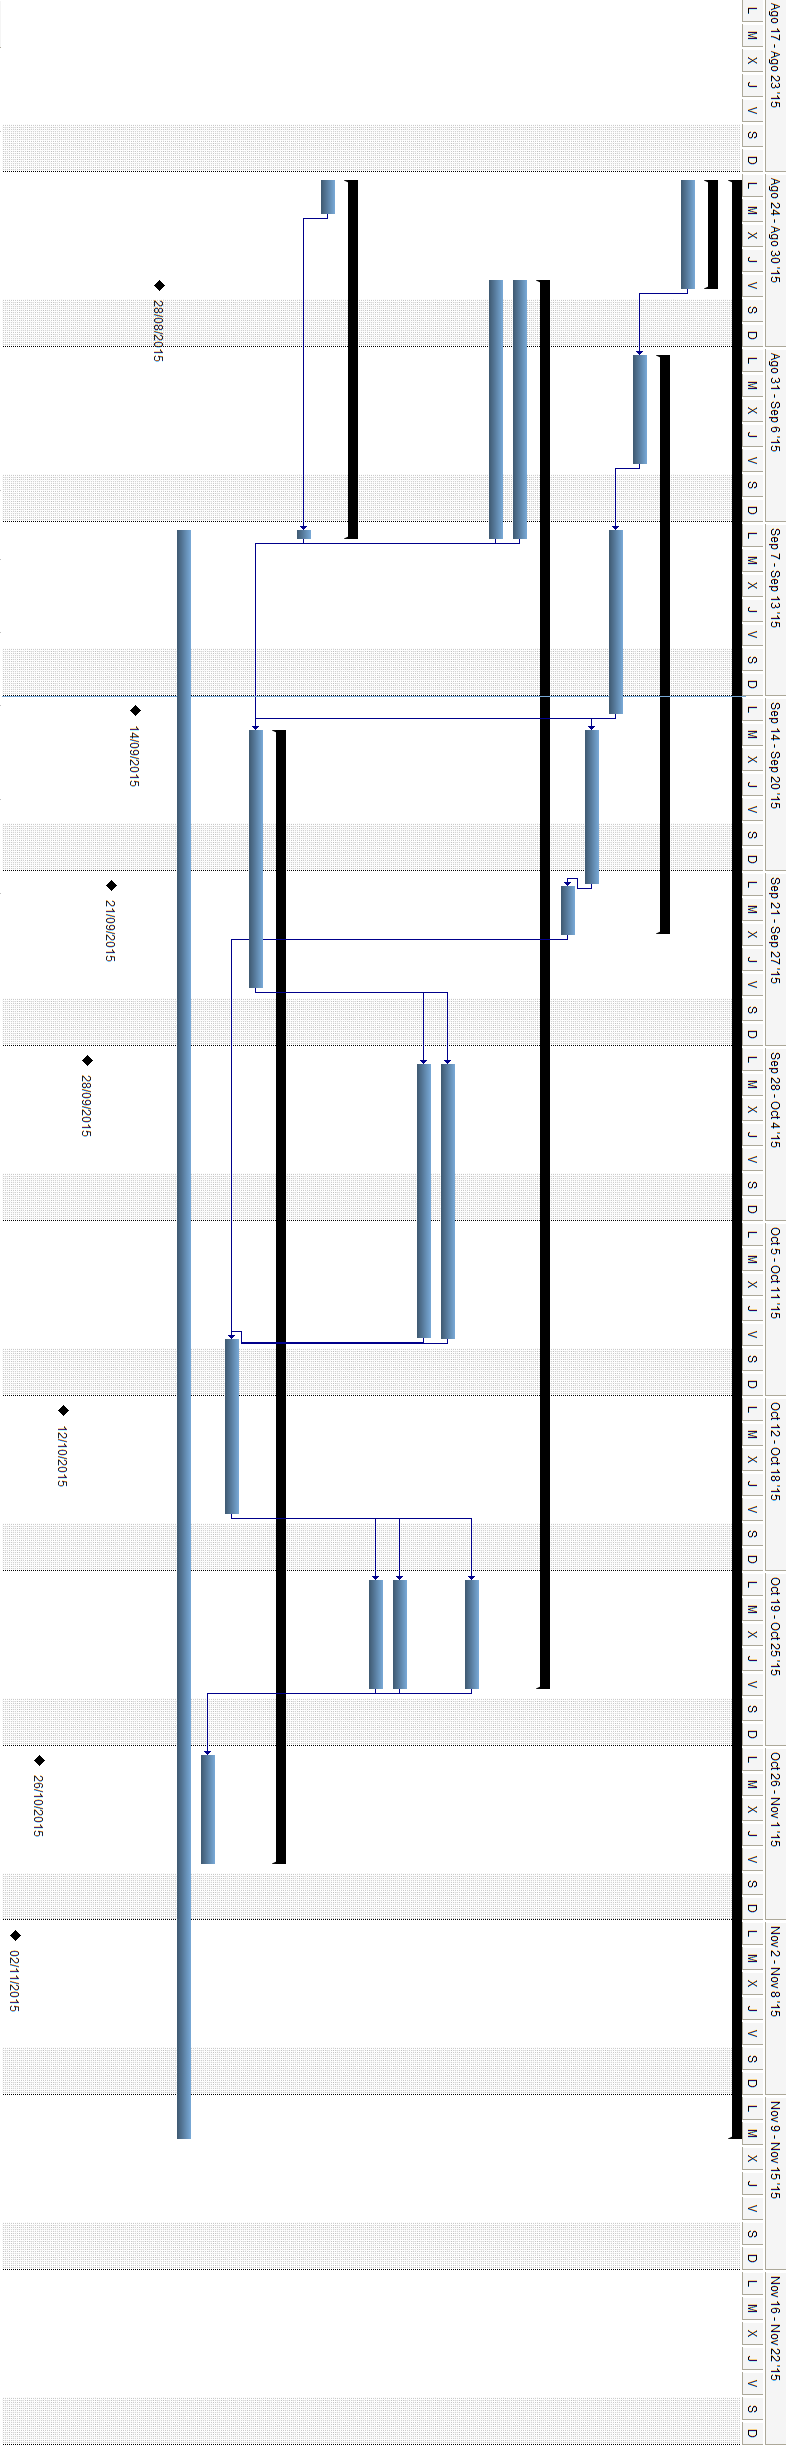 Ago 17 - Ago 23 '15
Ago 24 - Ago 30 '15
Ago 31 - Sep 6 '15
Sep 7 - Sep 13 '15
Sep 14 - Sep 20 '15
Sep 21 - Sep 27 '15
Sep 28 - Oct 4 '15
Oct 5 - Oct 11 '15
Oct 12 - Oct 18 '15
Oct 19 - Oct 25 '15
Oct 26 - Nov 1 '15
Nov 2 - Nov 8 '15
Nov 9 - Nov 15 '15
Nov 16 - Nov 22 '15
L M X J V S D L M X J V S D L M X J V S D L M X J V S D L M X J V S D L M X J V S D L M X J V S D L M X J V S D L M X J V S D L M X J V S D L M X J V S D L M X J V S D L M X J V S D L M X J V S D
28/08/2015
14/09/2015
21/09/2015
28/09/2015
12/10/2015
26/10/2015
02/11/2015